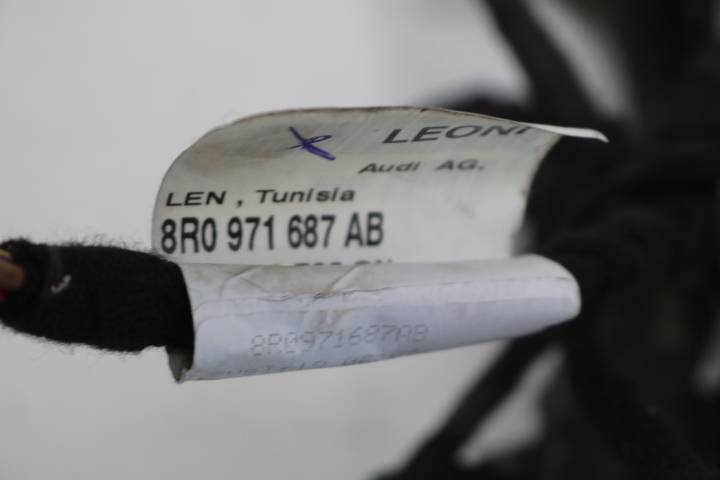 LEONI
Audi AG.
LEN , Tunisia
8R0 971 687 AB
8R0971687AB